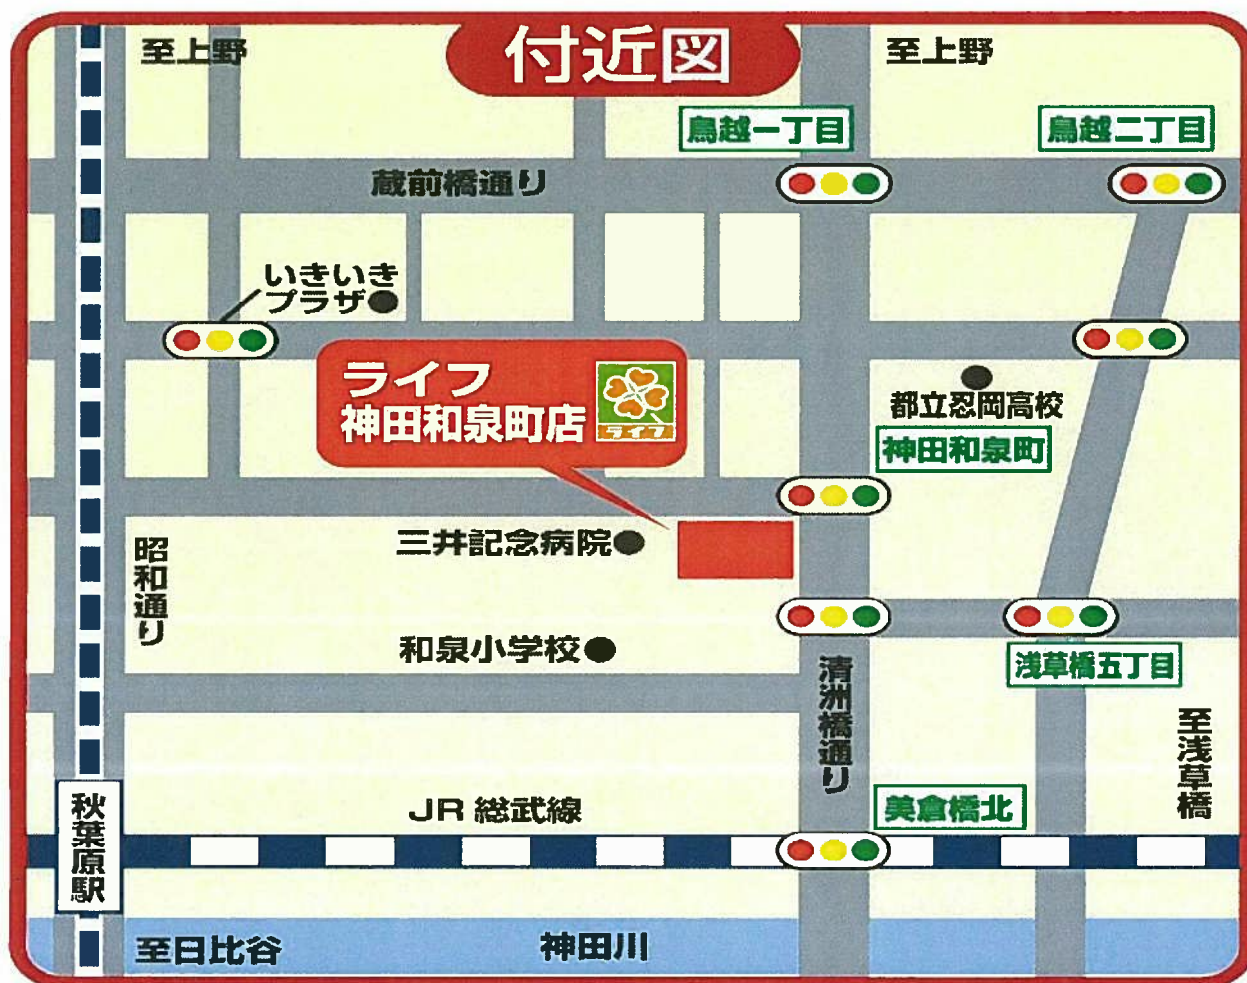 付近図
至上野
至上野
鳥越一丁目
鳥越二丁目
蔵前橋通り
いきいき
プラザ
ライフ
神田和泉町店
ライフ
都立忍岡高校
神田和泉町
三井記念病院
昭和通り
和泉小学校
浅草橋五丁目
清洲橋通り
至浅草橋
秋葉原駅
JR 総武線
美倉橋北
至日比谷
神田川